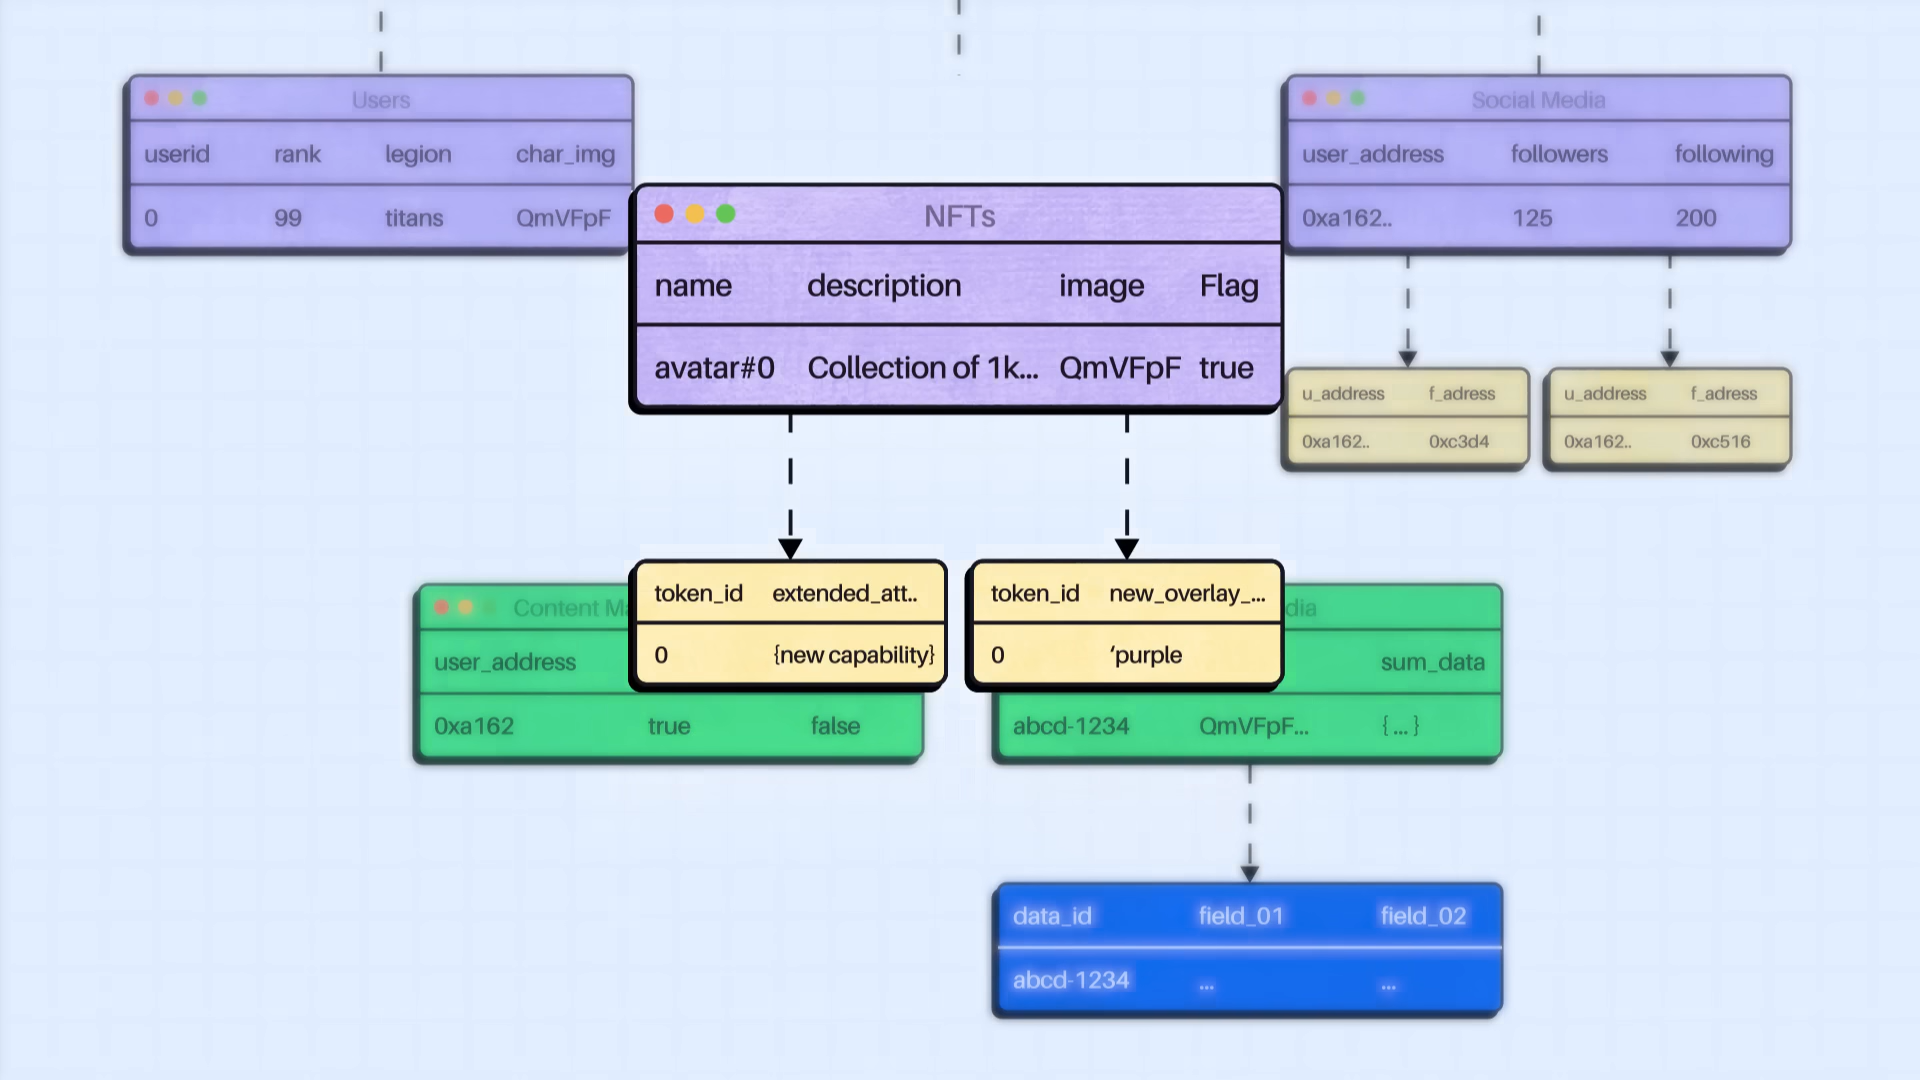 Users
userid rank legion char_img
0 99 titans QmVFpF
NFTs
name description image Flag
avatar#0 Collection of 1k... QmVFpF true
Social Media
user_address followers following
0xa162.. 125 200
u_address f_adress
0xa162.. 0xc3d4
u_address f_adress
0xa162.. 0xc516
token_id extended_att..
0 {new capability}
token_id new_overlay_...
0 ‘purple
Content Ma
user_address
0xa162 true false
dia
sum_data
abcd-1234 QmVFpF... {...}
data_id field_01 field_02
abcd-1234 ... ...